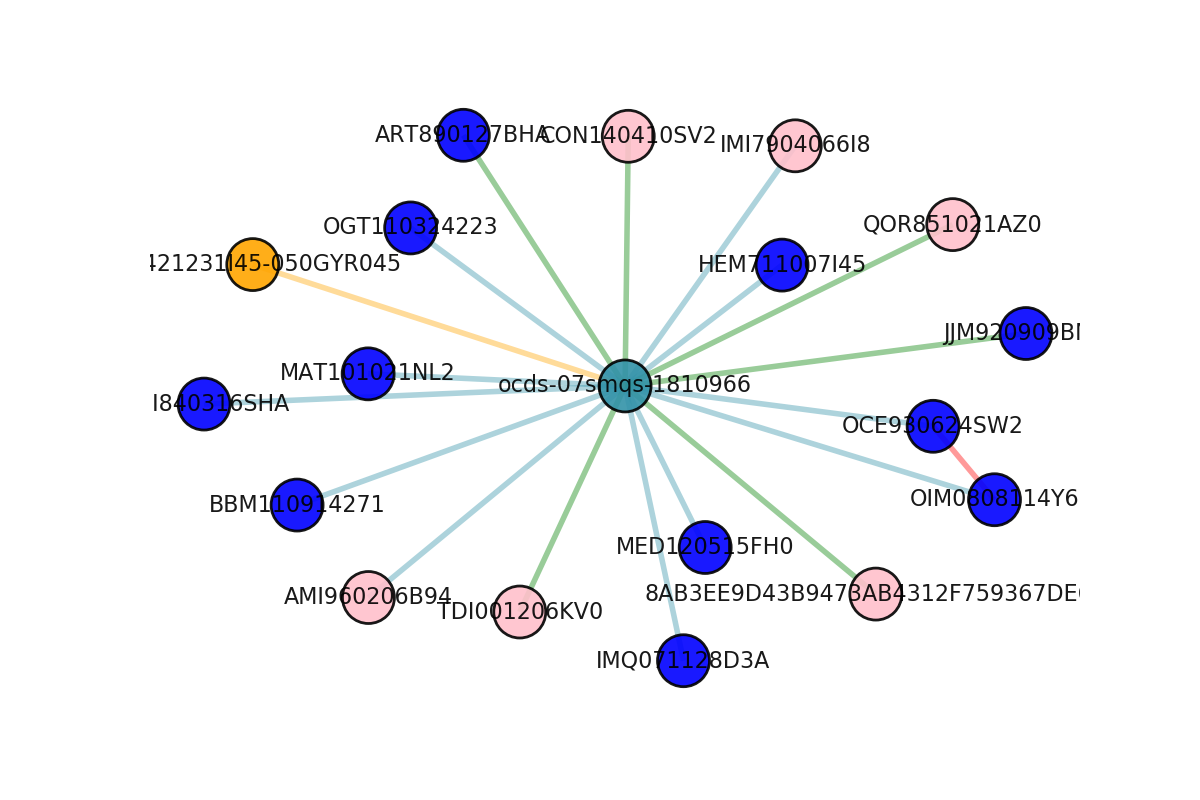 ART890127BHA
CON140410SV2
IMI7904066I8
QOR851021AZ0
OGT110324223
421231I45-050GYR045
HEM711007I45
JJM920909BI
MAT101021NL2
ocds-07smqs-1810966
I840316SHA
OCE930624SW2
BBM110914271
OIM0808114Y6
MED120515FH0
AMI960206B94
TDI001206KV0
8AB3EE9D43B9473AB4312F759367DE
IMQ071128D3A